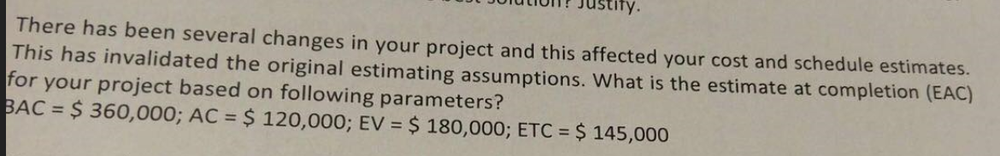 Justify.
There has been several changes in your project and this affected your cost and schedule estimates.
This has invalidated the original estimating assumptions. What is the estimate at completion (EAC)
for your project based on following parameters?
BAC = $ 360,000; AC = $ 120,000; EV = $ 180,000; ETC = $ 145,000